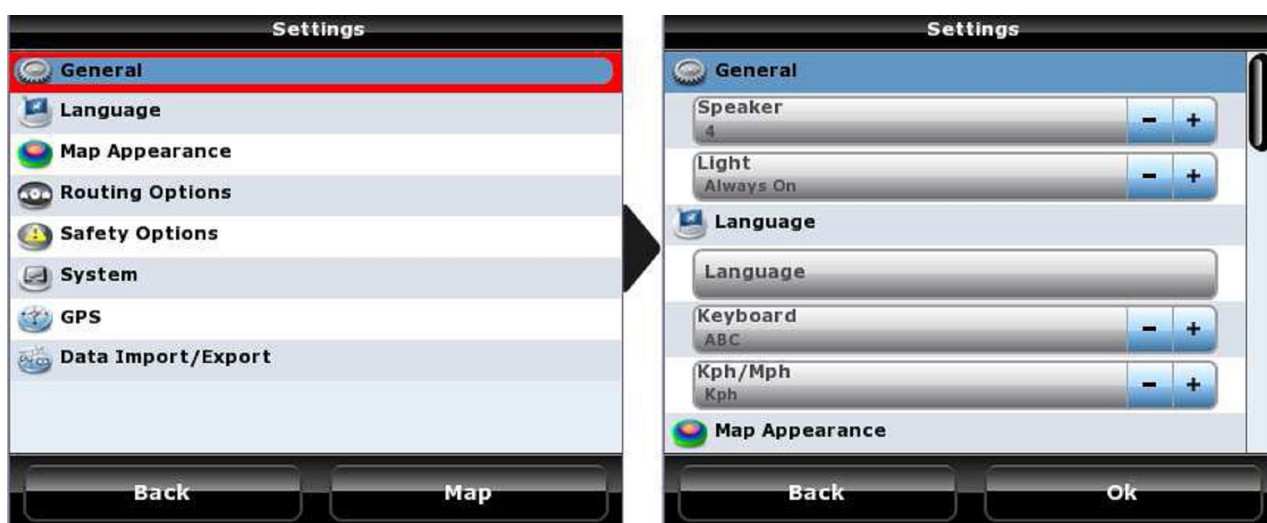 Settings
General
Language
Map Appearance
Routing Options
Safety Options
System
GPS
Data Import/Export
Back Map
Settings
General
Speaker
4
Light
Always On
Language
Language
Keyboard
ABC
Kph/Mph
Kph
Map Appearance
Back Ok